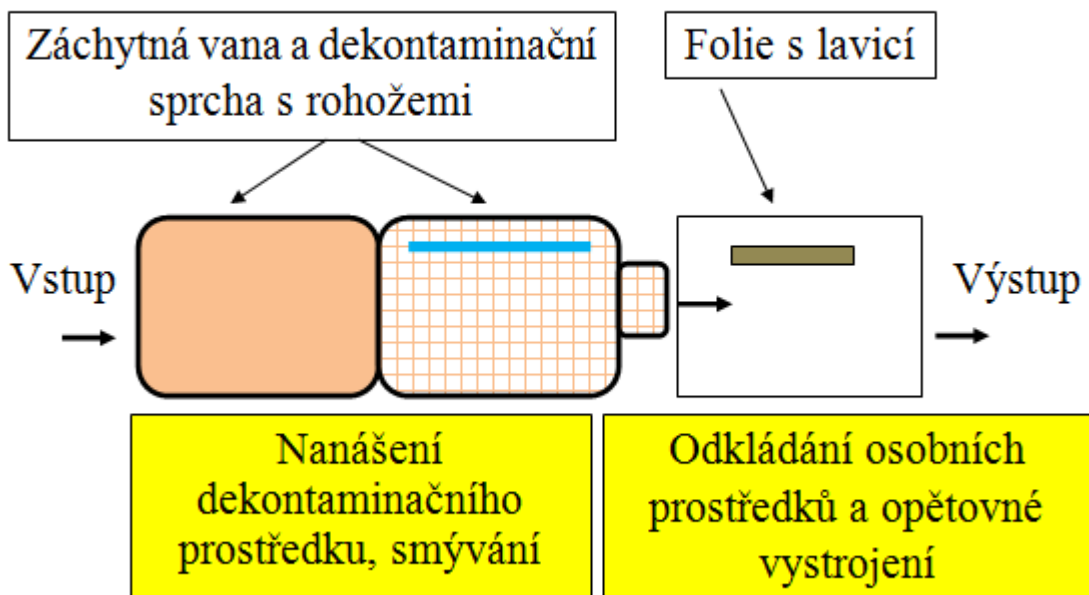 Záchytná vana a dekontaminační
sprcha s rohožemi
Folie s lavicí
Vstup
Výstup
Nanášení
dekontaminačního
prostředku, smývání
Odkládání osobních
prostředků a opětovné
vystrojení